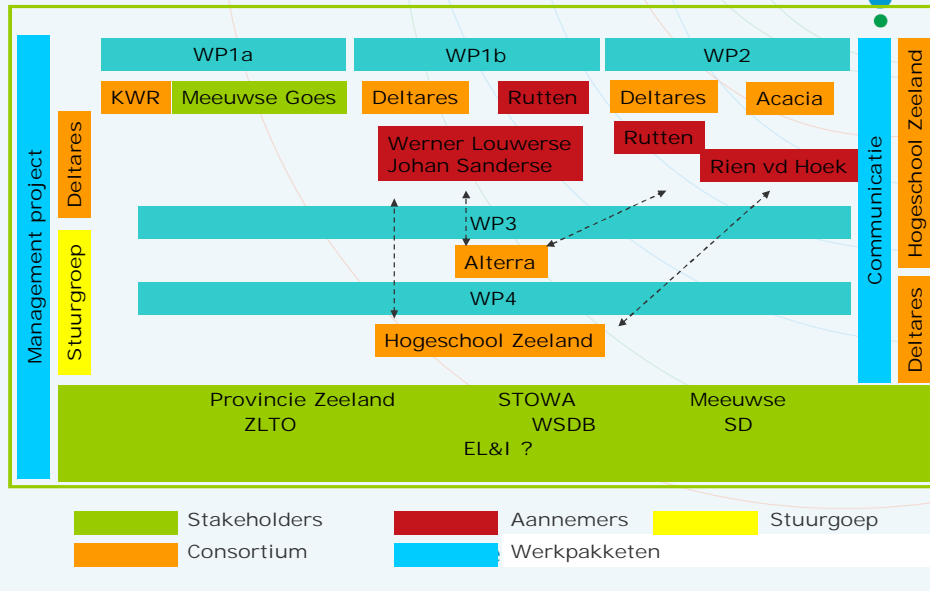 Management project
Deltares
Stuurgroep
WP1a
WP1b
WP2
KWR
Meeuwse Goes
Deltares
Rutten
Deltares
Acacia
Werner Louwerse
Johan Sanderse
Rutten
Rien vd Hoek
WP3
Alterra
WP4
Hogeschool Zeeland
Communicatie
Hogeschool Zeeland
Deltares
Provincie Zeeland STOWA Meeuwse
ZLTO WSDB SD
EL&I ?
Stakeholders
Aannemers
Stuurgoep
Consortium
Werkpakketen